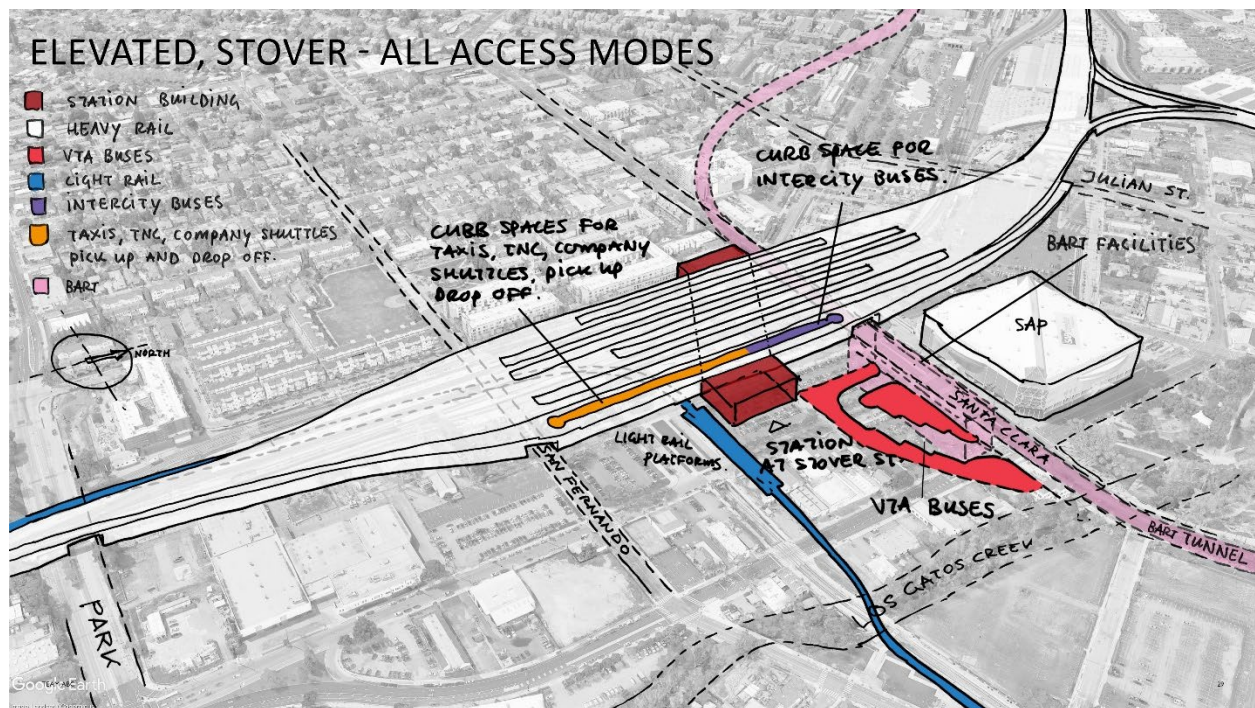 ELEVATED, STOVER - ALL ACCESS MODES
STATION BUILDING
HEAVY RAIL
VTA BUSES
LIGHT RAIL
INTERCITY BUSES
TAXIS, TNC, COMPANY SHUTTLES
PICK UP AND DROP OFF.
BART
NORTH
CURB SPACES FOR
TAXIS, TNC, COMPANY
SHUTTLES, PICK UP
DROP OFF.
CURB SPACE FOR
INTERCITY BUSES.
JULIAN ST.
BART FACILITIES
SAP
SANTA CLARA
LIGHT RAIL
PLATFORMS.
STATION
AT STOVER ST.
SAN FERNANDO
VTA BUSES
BART TUNNEL
LOS GATOS CREEK
PARK
Google Earth